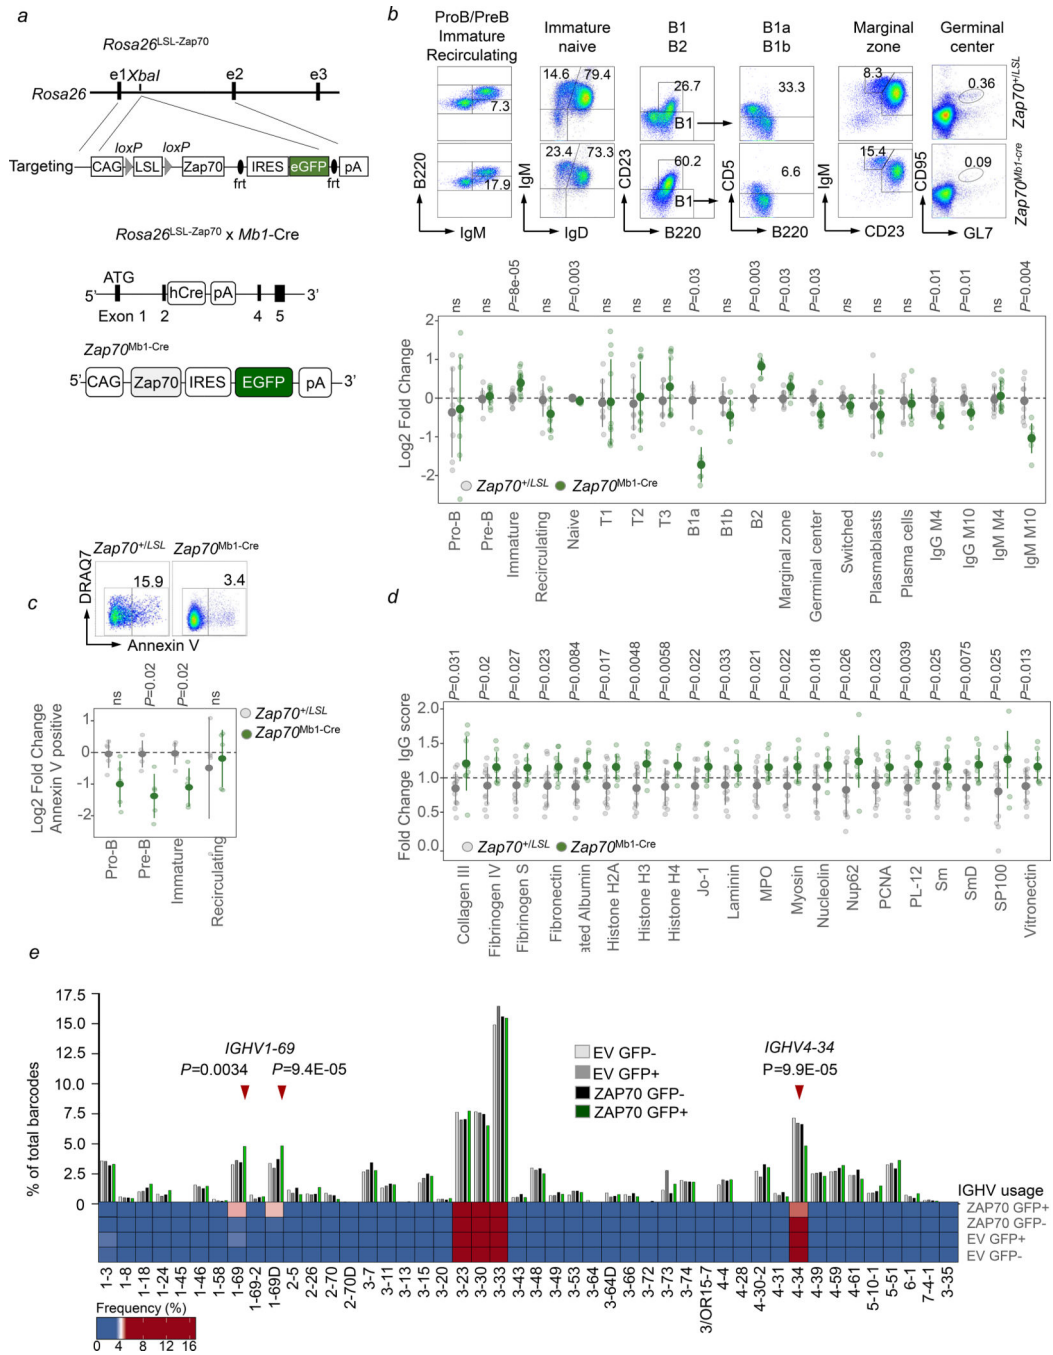 a
Rosa26LSL-Zap70
e1 XbaI e2 e3
Rosa26
loxP loxP
Targeting CAG LSL Zap70 IRES eGFP pA
frt frt
Rosa26LSL-Zap70 x Mb1-Cre
ATG
5' hCre pA 3'
Exon 1 2 4 5
Zap70Mb1-Cre
5' CAG Zap70 IRES EGFP pA 3'
b
ProB/PreB Immature Recirculating
Immature naive
B1 B2
B1a B1b
Marginal zone
Germinal center
14.6 79.4 26.7 33.3 8.3 0.36
7.3
B1
Zap70+/LSL
23.4 73.3 60.2 6.6 15.4 0.09
17.9
B1
Zap70Mb1-cre
B220 IgM CD23 CD5 IgM CD95
IgM IgD B220 B220 CD23 GL7
ns ns P=8e-05 ns P=0.003 ns ns ns P=0.03 ns P=0.003 P=0.03 P=0.03 ns ns ns P=0.01 P=0.01 ns P=0.004
Log2 Fold Change
2
1
0
-1
-2
Zap70+/LSL Zap70Mb1-Cre
Pro-B Pre-B Immature Recirculating Naive T1 T2 T3 B1a B1b B2 Marginal zone Germinal center Switched Plasmablasts Plasma cells IgG M4 IgG M10 IgM M4 IgM M10
c
Zap70+/LSL Zap70Mb1-Cre
DRAQ7
15.9 3.4
Annexin V
ns P=0.02 P=0.02 ns
Log2 Fold Change
Annexin V positive
1
0
-1
-2
Zap70+/LSL
Zap70Mb1-Cre
Pro-B Pre-B Immature Recirculating
d
P=0.031 P=0.02 P=0.027 P=0.023 P=0.0084 P=0.017 P=0.0048 P=0.0058 P=0.022 P=0.033 P=0.021 P=0.022 P=0.018 P=0.026 P=0.023 P=0.0039 P=0.025 P=0.0075 P=0.025 P=0.013
Fold Change IgG score
2.0
1.5
1.0
0.5
0.0
Zap70+/LSL Zap70Mb1-Cre
Collagen III Fibrinogen IV Fibrinogen S Fibronectin ated Albumin Histone H2A Histone H3 Histone H4 Jo-1 Laminin MPO Myosin Nucleolin Nup62 PCNA PL-12 Sm SmD SP100 Vitronectin
e
% of total barcodes
17.5
15.0
12.5
10.0
7.5
5.0
2.5
0
IGHV1-69
P=0.0034 P=9.4E-05
EV GFP-
EV GFP+
ZAP70 GFP-
ZAP70 GFP+
IGHV4-34
P=9.9E-05
IGHV usage
ZAP70 GFP+
ZAP70 GFP-
EV GFP+
EV GFP-
1-3 1-8 1-18 1-24 1-45 1-46 1-58 1-69 1-69-2 1-69D 2-5 2-26 2-70 2-70D 3-7 3-11 3-13 3-15 3-20 3-23 3-30 3-33 3-43 3-48 3-49 3-53 3-64 3-64D 3-66 3-72 3-73 3-74 3/OR15-7 4-4 4-28 4-30-2 4-31 4-34 4-39 4-59 4-61 5-10-1 5-51 6-1 7-4-1 3-35
Frequency (%)
0 4 8 12 16